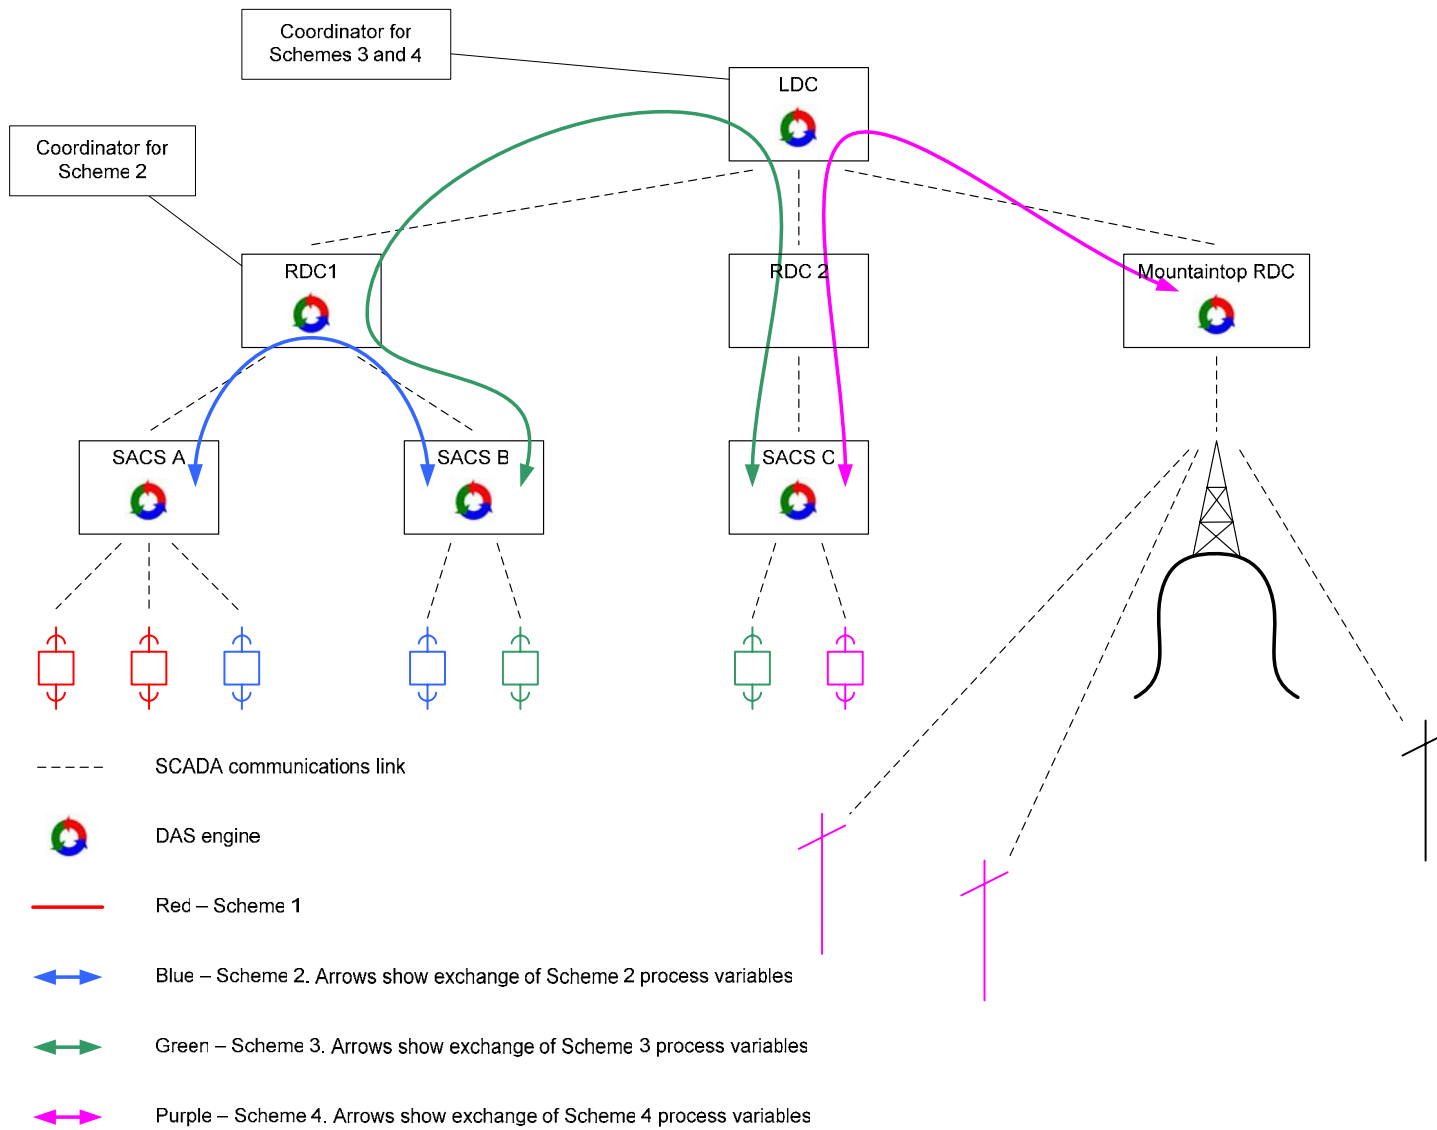 Coordinator for
Schemes 3 and 4
LDC
Coordinator for
Scheme 2
RDC1
RDC 2
Mountaintop RDC
SACS A
SACS B
SACS C
SCADA communications link
DAS engine
Red – Scheme 1
Blue – Scheme 2. Arrows show exchange of Scheme 2 process variables
Green – Scheme 3. Arrows show exchange of Scheme 3 process variables
Purple – Scheme 4. Arrows show exchange of Scheme 4 process variables